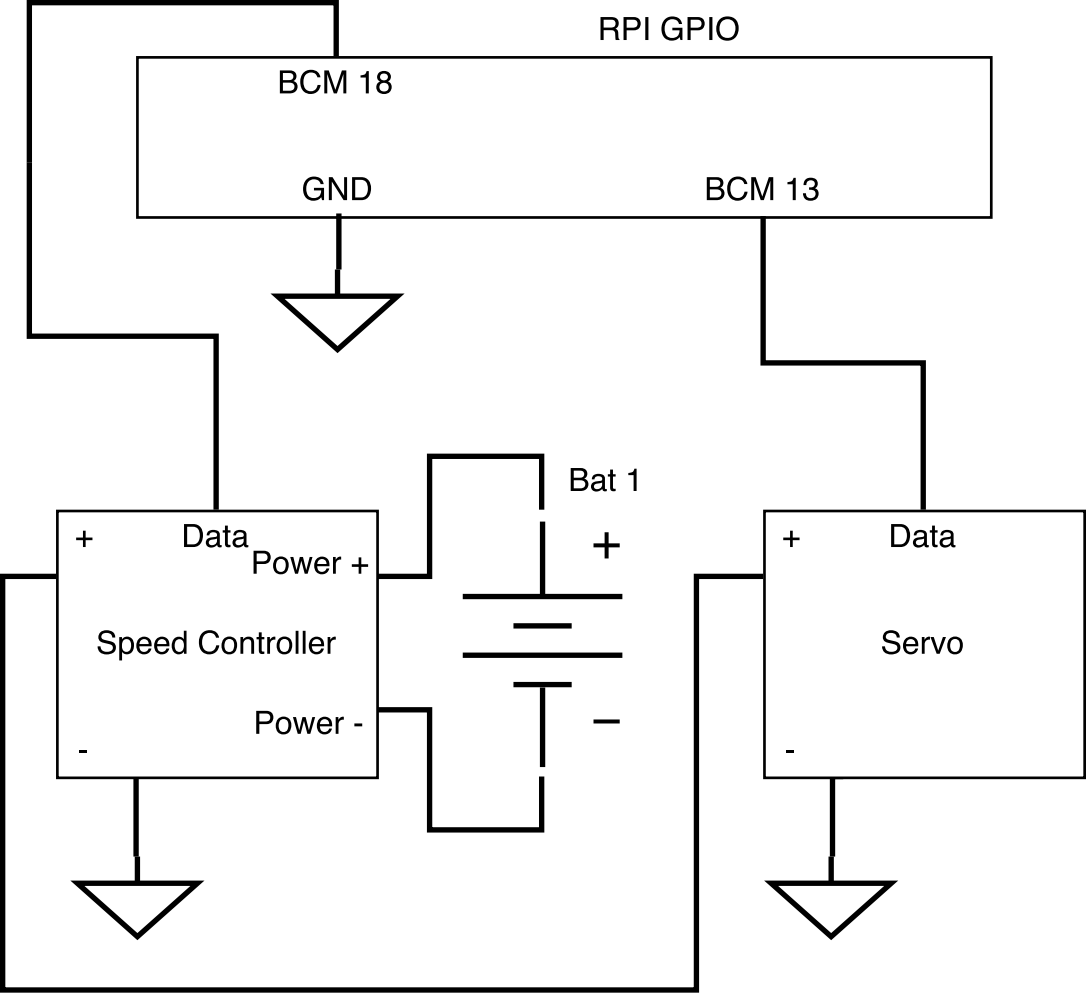 RPI GPIO
BCM 18
GND
BCM 13
Bat 1
+
Data
Power +
Speed Controller
Power -
-
+
−
+
Data
Servo
-